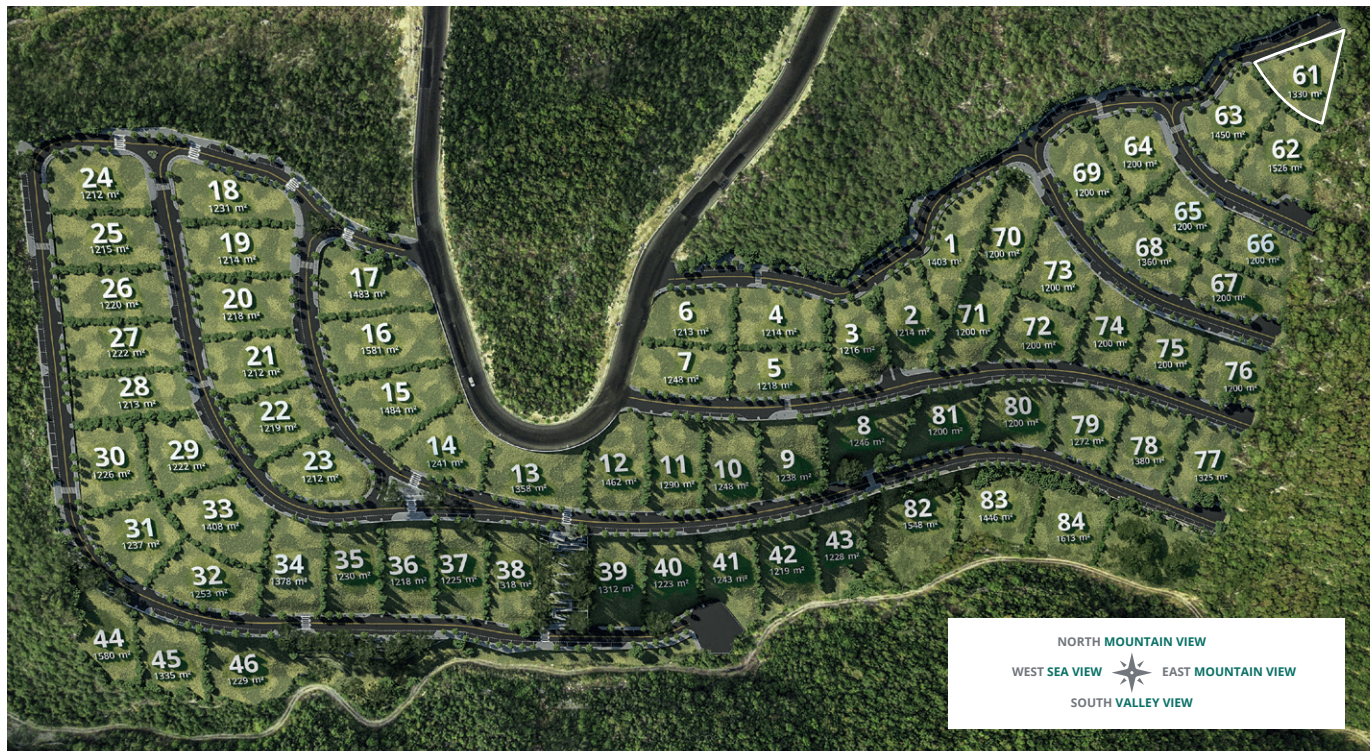 61
1330 m²
63
1450 m²
62
1526 m²
64
1200 m²
69
1200 m²
65
1200 m²
66
1200 m²
68
1360 m²
67
1200 m²
24
1212 m²
18
1231 m²
25
1215 m²
19
1214 m²
17
1483 m²
1
1403 m²
70
1200 m²
73
1200 m²
26
1220 m²
20
1218 m²
6
1213 m²
4
1214 m²
3
1216 m²
2
1214 m²
71
1200 m²
72
1200 m²
74
1200 m²
75
1200 m²
76
1200 m²
27
1222 m²
21
1212 m²
16
1581 m²
7
1248 m²
5
1218 m²
28
1213 m²
22
1219 m²
15
1484 m²
30
1226 m²
29
1222 m²
23
1212 m²
14
1241 m²
13
1358 m²
12
1462 m²
11
1290 m²
10
1248 m²
9
1238 m²
8
1246 m²
81
1200 m²
80
1200 m²
79
1272 m²
78
380 m²
77
1325 m²
31
1237 m²
33
1408 m²
82
1548 m²
83
1446 m²
84
1613 m²
32
1253 m²
34
1378 m²
35
1230 m²
36
1218 m²
37
1225 m²
38
318 m²
39
1312 m²
40
1223 m²
41
1243 m²
42
1219 m²
43
1228 m²
44
1580 m²
45
1335 m²
46
1229 m²
NORTH MOUNTAIN VIEW
WEST SEA VIEW EAST MOUNTAIN VIEW
SOUTH VALLEY VIEW